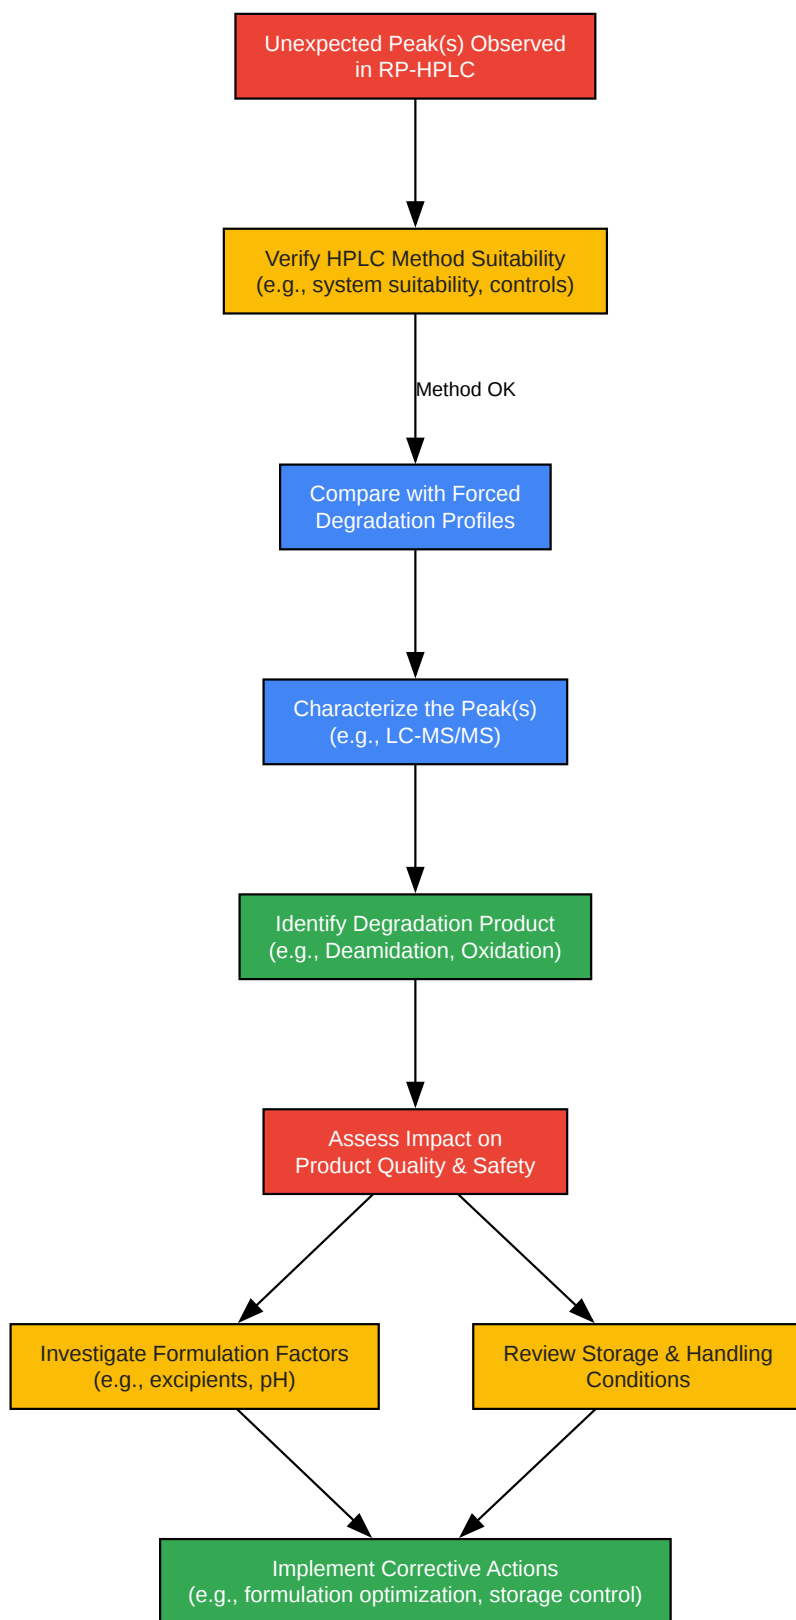 Unexpected Peak(s) Observed
in RP-HPLC
Verify HPLC Method Suitability
(e.g., system suitability, controls)
Method OK
Compare with Forced
Degradation Profiles
Characterize the Peak(s)
(e.g., LC-MS/MS)
Identify Degradation Product
(e.g., Deamidation, Oxidation)
Assess Impact on
Product Quality & Safety
Investigate Formulation Factors
(e.g., excipients, pH)
Review Storage & Handling
Conditions
Implement Corrective Actions
(e.g., formulation optimization, storage control)